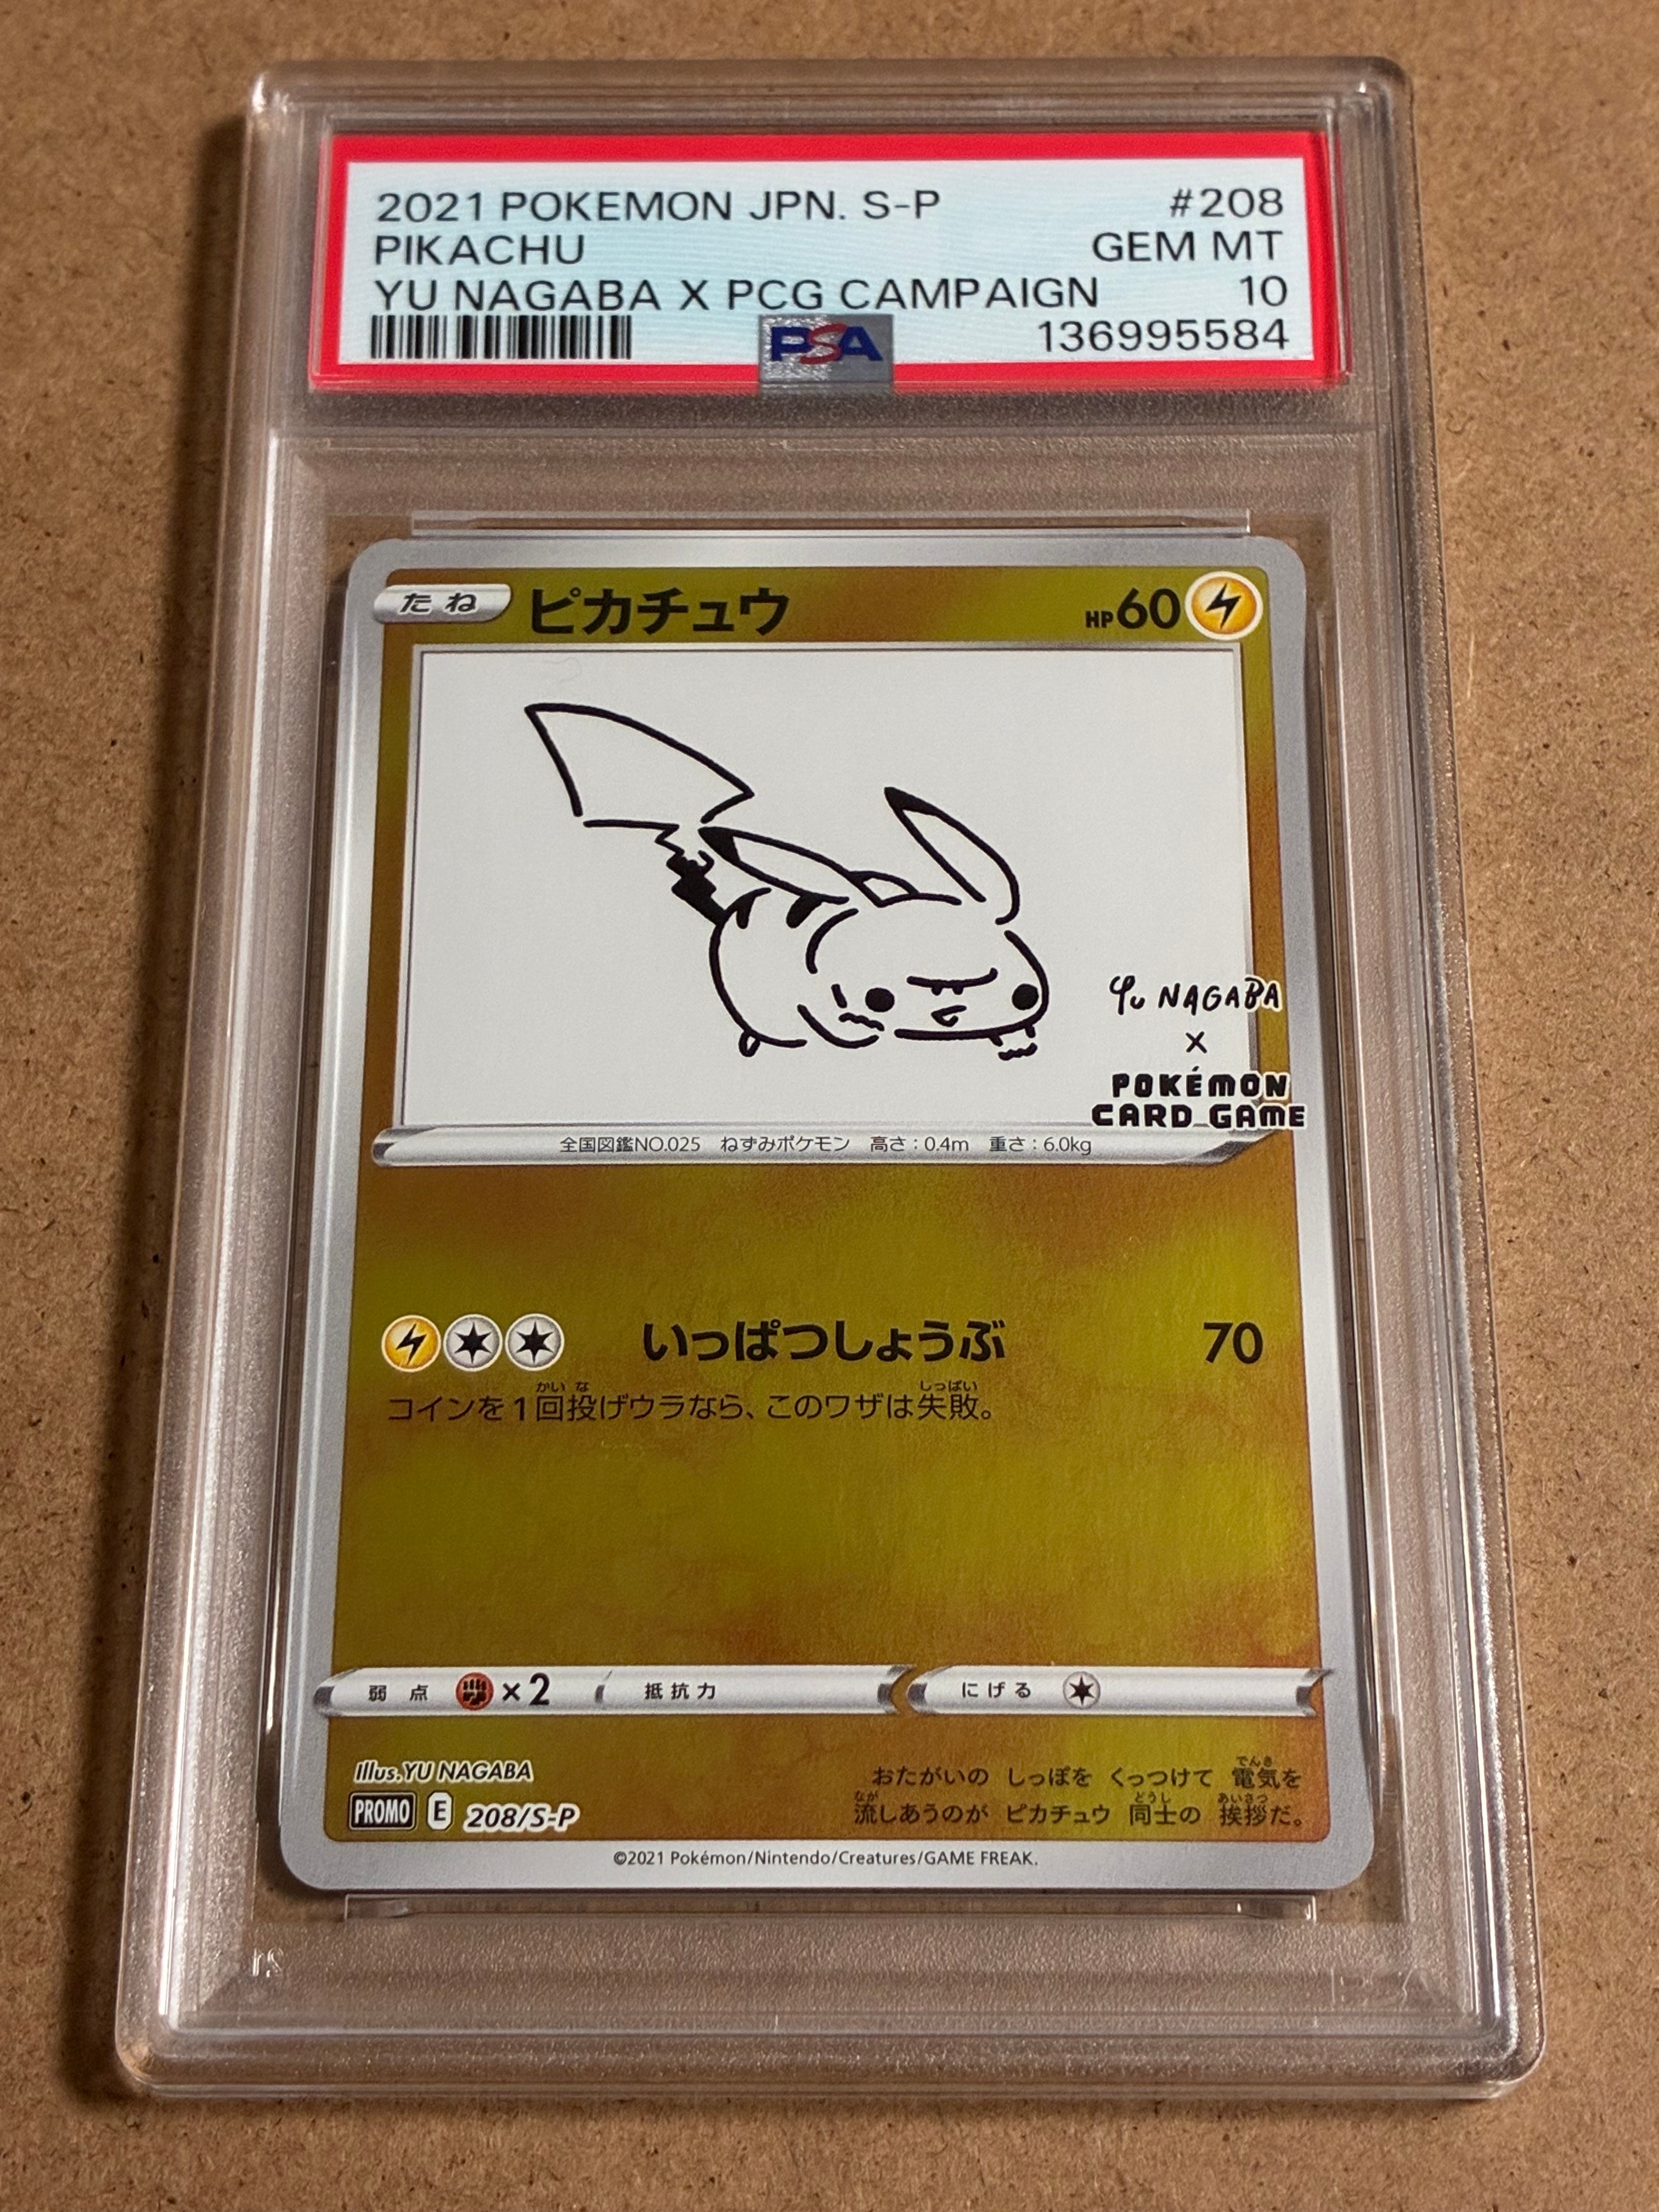 2021 POKEMON JPN. S-P #208
PIKACHU GEM MT
YU NAGABA X PCG CAMPAIGN 10
PSA 136995584
たね ピカチュウ HP60
YU NAGABA
×
POKÉMON
CARD GAME
全国図鑑NO.025 ねずみポケモン 高さ：0.4m 重さ：6.0kg
いっぱつしょうぶ 70
コインを1回投げウラなら、このワザは失敗。
弱点 ×2 抵抗力 にげる
Illus.YU NAGABA
PROMO E 208/S-P
おたがいの しっぽを くっつけて 電気を
流しあうのが ピカチュウ 同士の 挨拶だ。
©2021 Pokémon/Nintendo/Creatures/GAME FREAK.